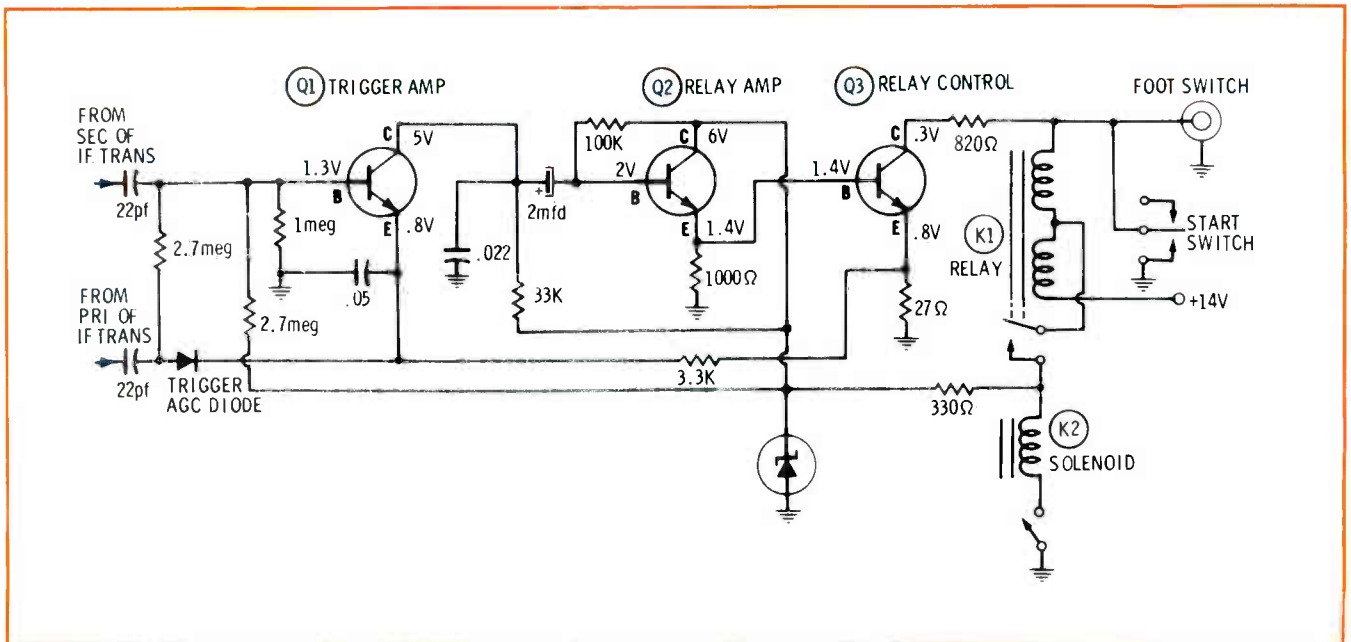 Q1 TRIGGER AMP
Q2 RELAY AMP
Q3 RELAY CONTROL
FOOT SWITCH
FROM
SEC OF
IF TRANS
22pf
2.7meg
1meg
1.3V
B
C
5V
E
.8V
.05
.022
2mfd
+
33K
100K
2V
B
C
6V
E
1.4V
1000Ω
1.4V
B
C
.3V
E
.8V
820Ω
27Ω
K1
RELAY
START
SWITCH
+14V
FROM
PRI OF
IF TRANS
22pf
TRIGGER
AGC DIODE
2.7meg
3.3K
330Ω
K2
SOLENOID